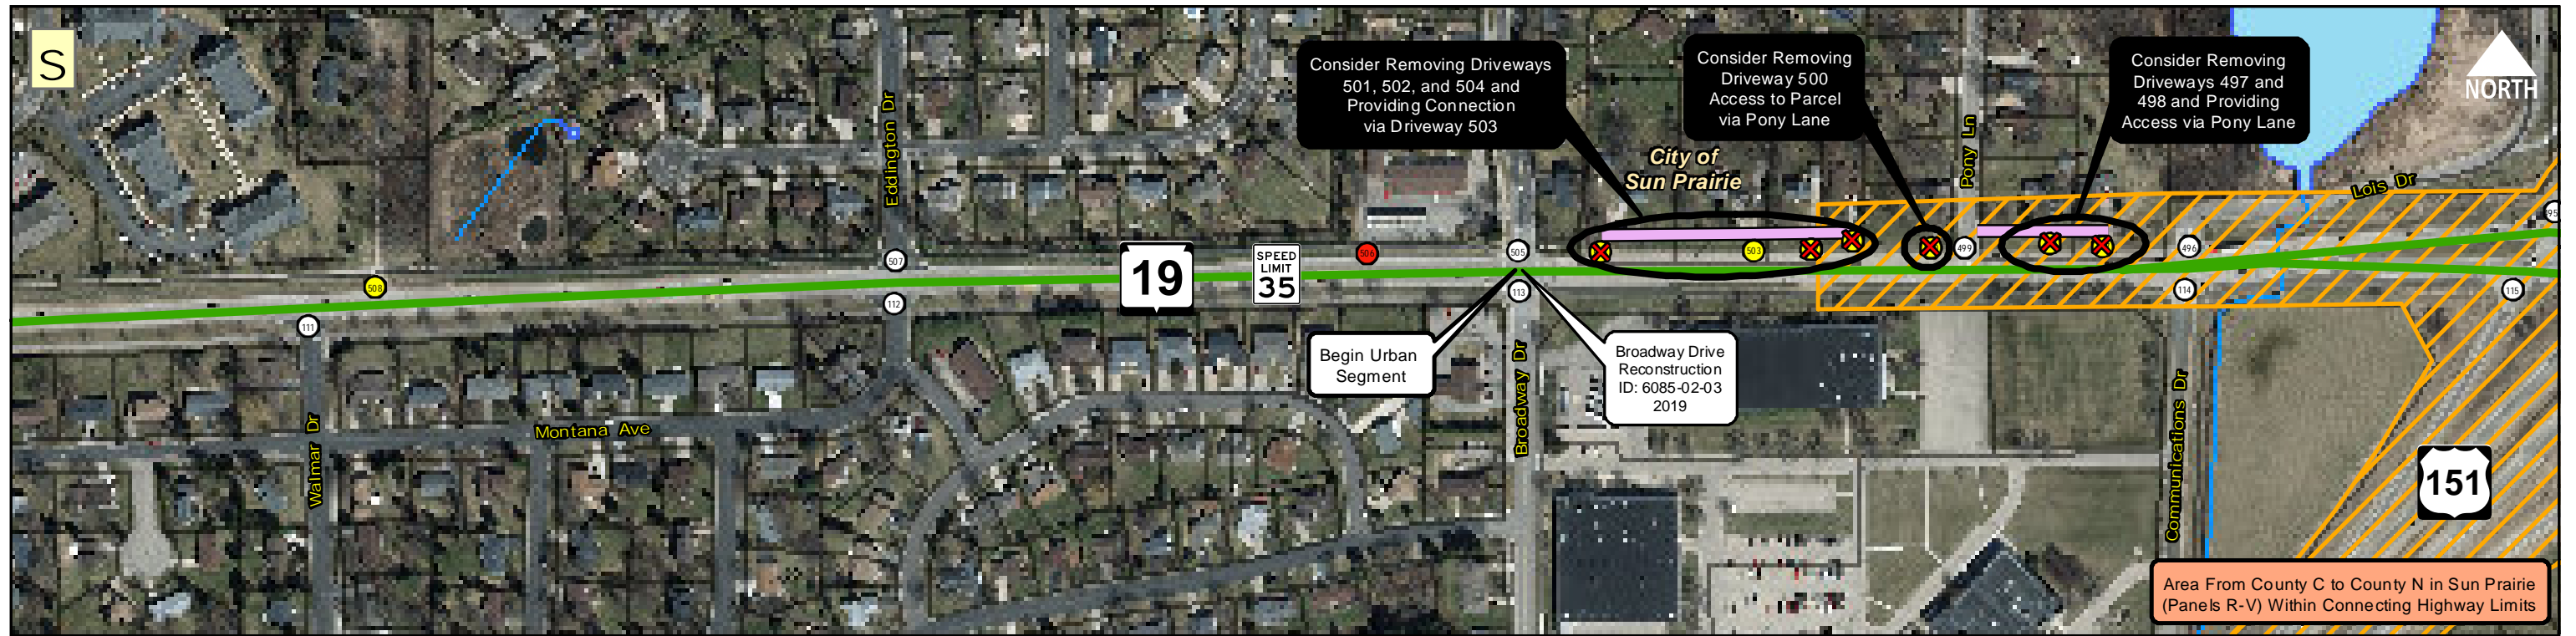 S
Consider Removing Driveways
501, 502, and 504 and
Providing Connection
via Driveway 503
Consider Removing
Driveway 500
Access to Parcel
via Pony Lane
Consider Removing
Driveways 497 and
498 and Providing
Access via Pony Lane
NORTH
City of
Sun Prairie
Eddington Dr
Pony Ln
Lois Dr
508
507
506
505
503
499
496
95
111
112
113
114
115
19
SPEED
LIMIT
35
Begin Urban
Segment
Broadway Drive
Reconstruction
ID: 6085-02-03
2019
Walmar Dr
Montana Ave
Broadway Dr
Communications Dr
151
Area From County C to County N in Sun Prairie
(Panels R-V) Within Connecting Highway Limits